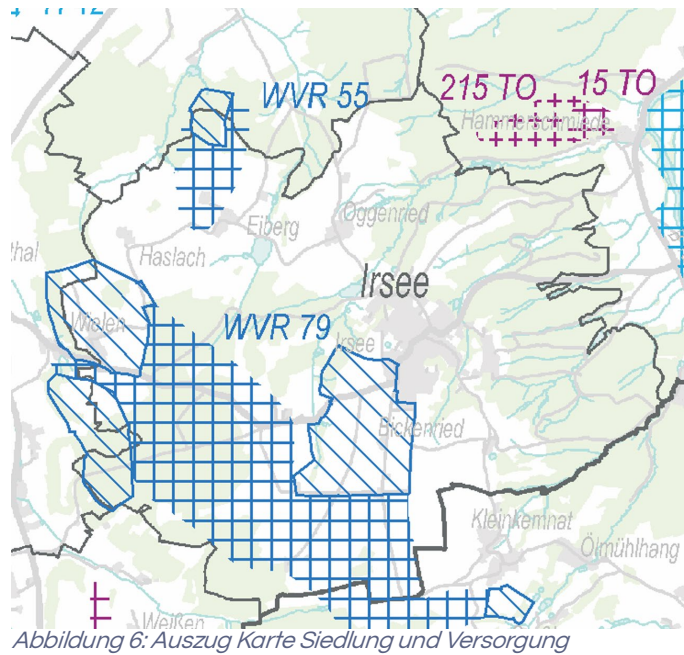 WVR 55
215 TO
15 TO
Hammerschmiede
Oggenried
Eiberg
Haslach
Irsee
WVR 79
Wielen
Irsee
Bickenried
Kleinkemnat
Ölmühlhang
Weißen
Abbildung 6: Auszug Karte Siedlung und Versorgung